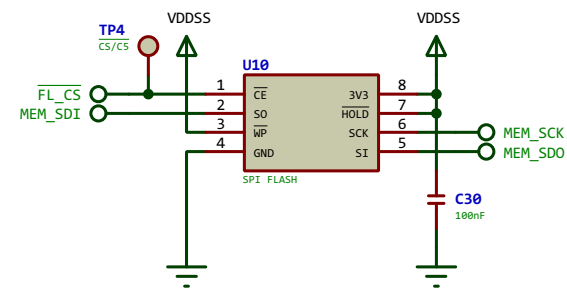 VDDSS
VDDSS
TP4
CS/C5
U10
FL_CS
MEM_SDI
1
2
3
4
CE
SO
WP
GND
3V3
HOLD
SCK
SI
8
7
6
5
MEM_SCK
MEM_SDO
SPI FLASH
C30
100nF